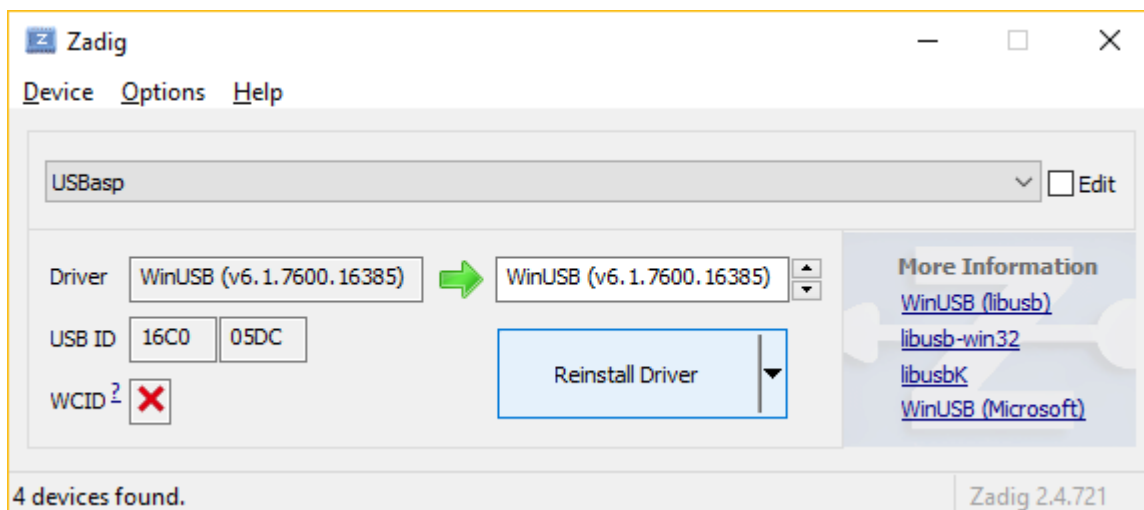 Zadig
Device Options Help
USBasp
Edit
Driver WinUSB (v6.1.7600.16385) WinUSB (v6.1.7600.16385)
USB ID 16C0 05DC
WCID ?
Reinstall Driver
More Information
WinUSB (libusb)
libusb-win32
libusbK
WinUSB (Microsoft)
4 devices found.
Zadig 2.4.721